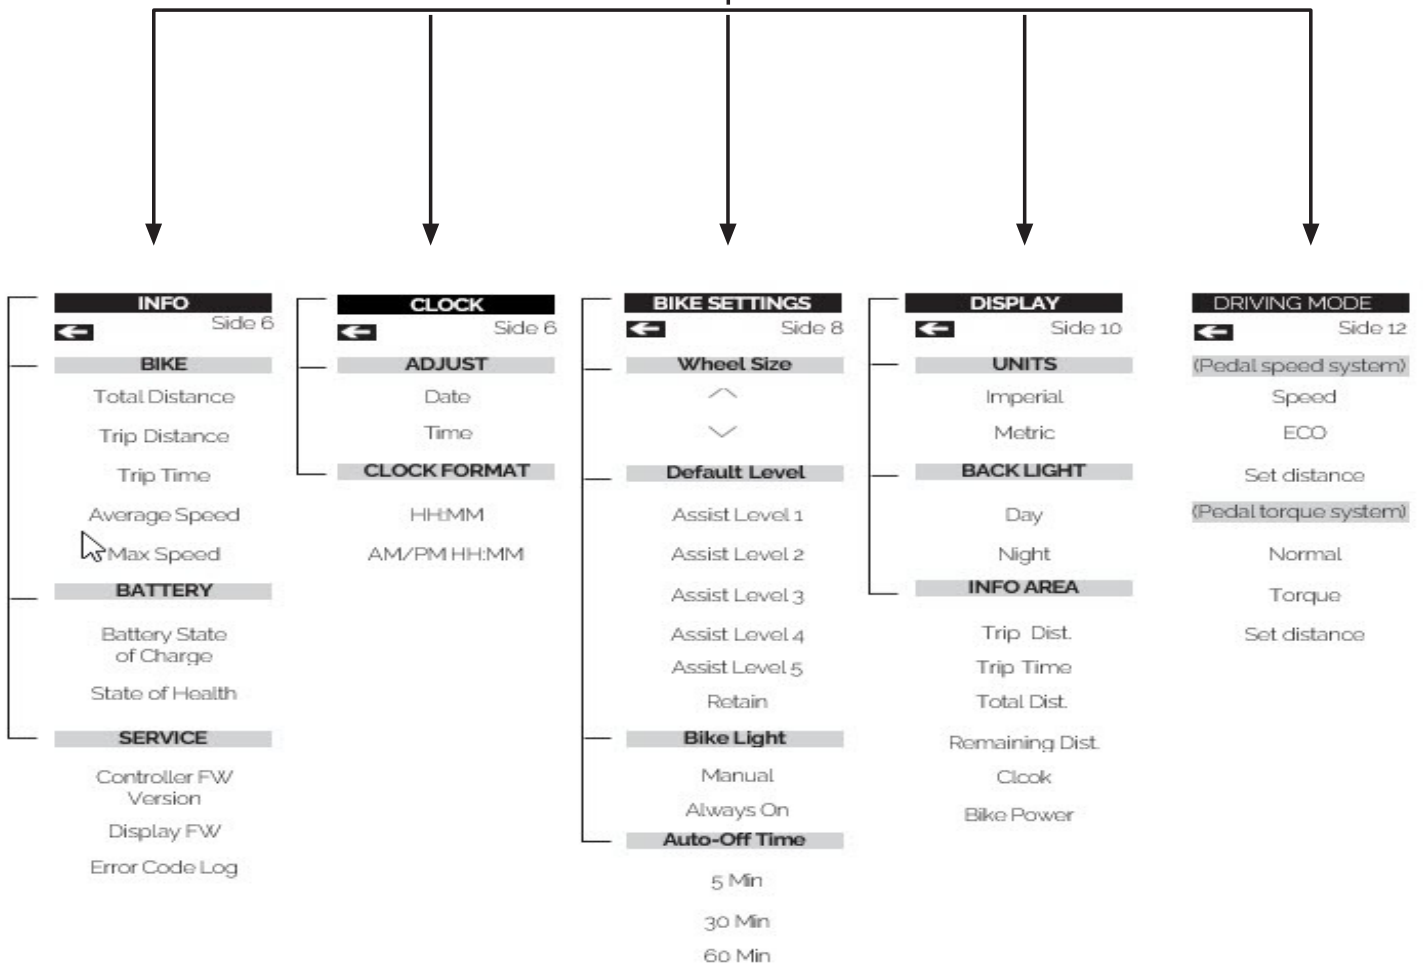 INFO
Side 6
BIKE
Total Distance
Trip Distance
Trip Time
Average Speed
Max Speed
BATTERY
Battery State
of Charge
State of Health
SERVICE
Controller FW
Version
Display FW
Error Code Log
CLOCK
Side 6
ADJUST
Date
Time
CLOCK FORMAT
HH:MM
AM/PM HH:MM
BIKE SETTINGS
Side 8
Wheel Size
Default Level
Assist Level 1
Assist Level 2
Assist Level 3
Assist Level 4
Assist Level 5
Retain
Bike Light
Manual
Always On
Auto-Off Time
5 Min
30 Min
60 Min
DISPLAY
Side 10
UNITS
Imperial
Metric
BACK LIGHT
Day
Night
INFO AREA
Trip Dist.
Trip Time
Total Dist.
Remaining Dist.
Clcok
Bike Power
DRIVING MODE
Side 12
(Pedal speed system)
Speed
ECO
Set distance
(Pedal torque system)
Normal
Torque
Set distance